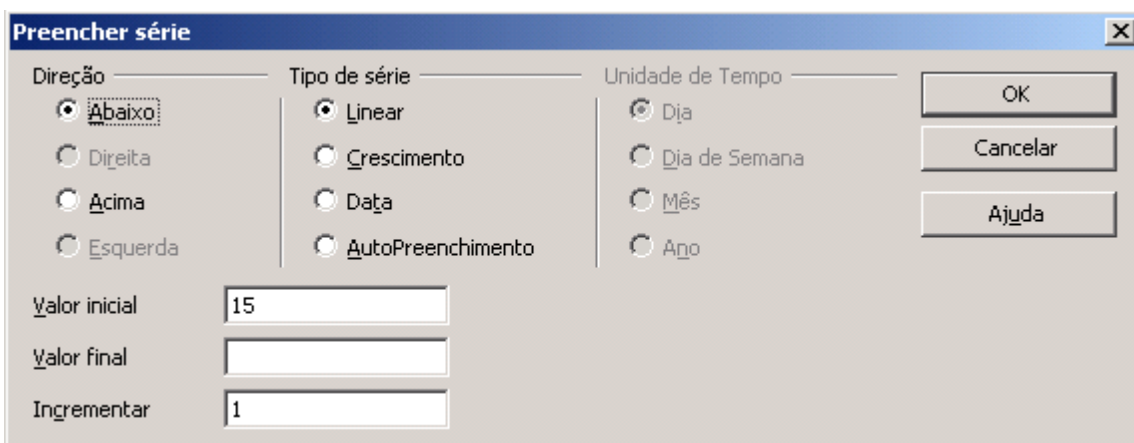 Preencher série
Direção
Abaixo
Direita
Acima
Esquerda
Tipo de série
Linear
Crescimento
Data
AutoPreenchimento
Unidade de Tempo
Dia
Dia de Semana
Mês
Ano
OK
Cancelar
Ajuda
Valor inicial 15
Valor final
Incrementar 1